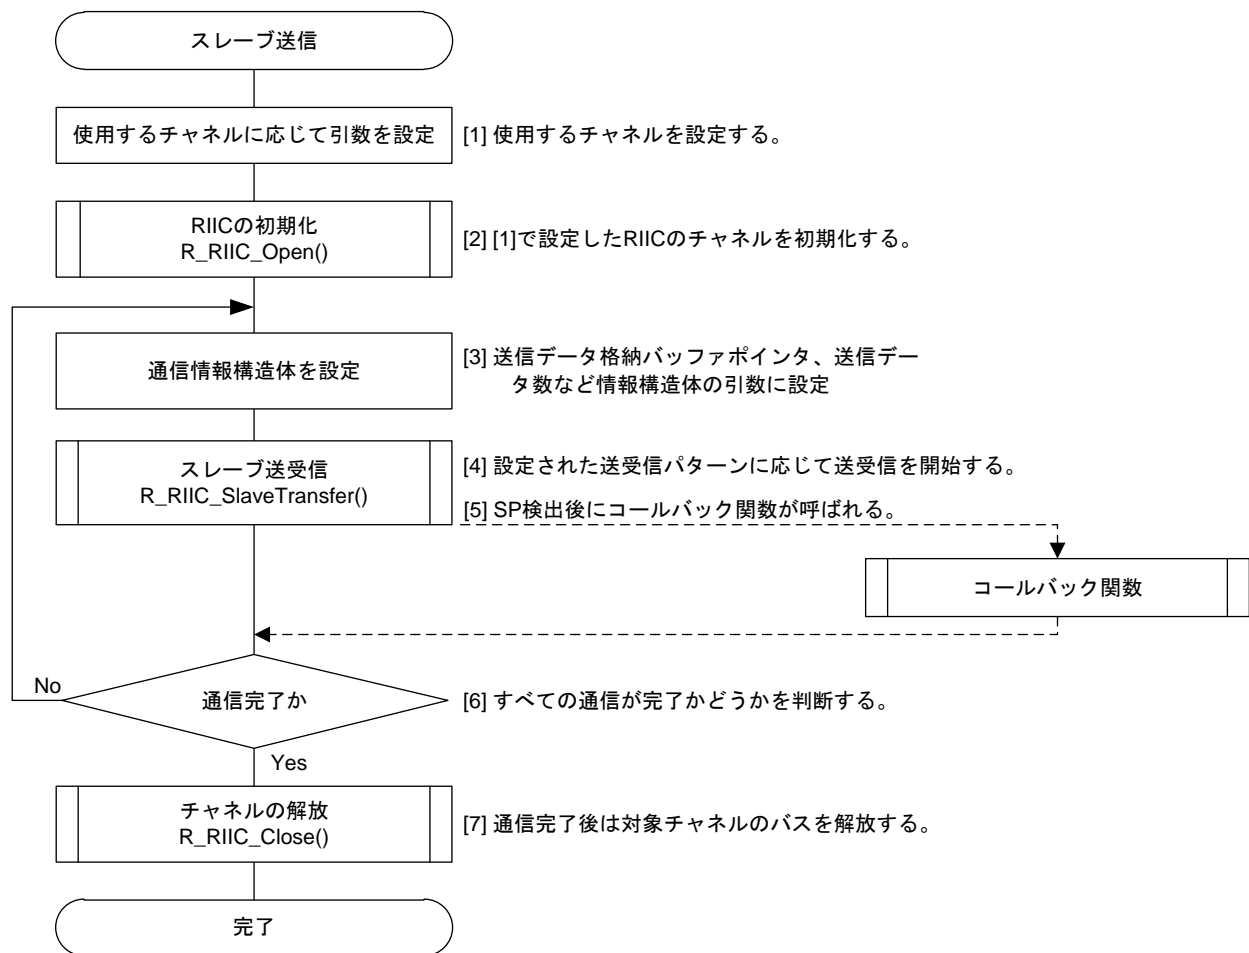 スレーブ送信
使用するチャネルに応じて引数を設定
[1] 使用するチャネルを設定する。
RIICの初期化
R_RIIC_Open()
[2] [1]で設定したRIICのチャネルを初期化する。
通信情報構造体を設定
[3] 送信データ格納バッファポインタ、送信デー
タ数など情報構造体の引数に設定
スレーブ送受信
R_RIIC_SlaveTransfer()
[4] 設定された送受信パターンに応じて送受信を開始する。
[5] SP検出後にコールバック関数が呼ばれる。
コールバック関数
No
通信完了か
[6] すべての通信が完了かどうかを判断する。
Yes
チャネルの解放
R_RIIC_Close()
[7] 通信完了後は対象チャネルのバスを解放する。
完了